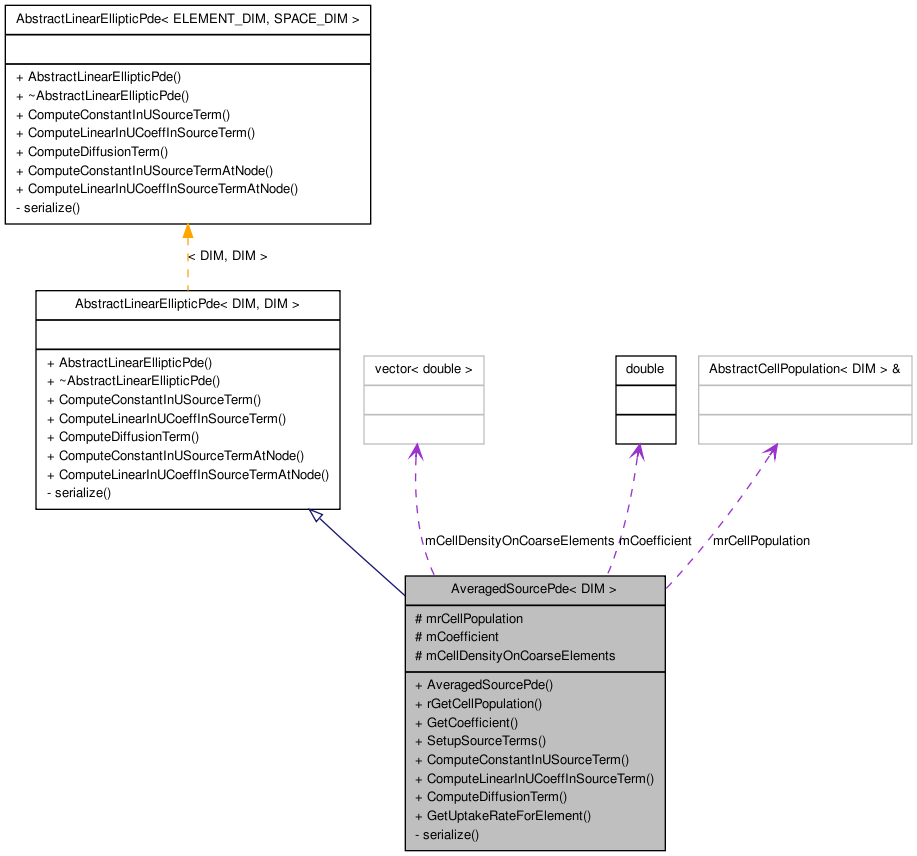 AbstractLinearEllipticPde< ELEMENT_DIM, SPACE_DIM >
+ AbstractLinearEllipticPde()
+ ~AbstractLinearEllipticPde()
+ ComputeConstantInUSourceTerm()
+ ComputeLinearInUCoeffInSourceTerm()
+ ComputeDiffusionTerm()
+ ComputeConstantInUSourceTermAtNode()
+ ComputeLinearInUCoeffInSourceTermAtNode()
- serialize()
< DIM, DIM >
AbstractLinearEllipticPde< DIM, DIM >
+ AbstractLinearEllipticPde()
+ ~AbstractLinearEllipticPde()
+ ComputeConstantInUSourceTerm()
+ ComputeLinearInUCoeffInSourceTerm()
+ ComputeDiffusionTerm()
+ ComputeConstantInUSourceTermAtNode()
+ ComputeLinearInUCoeffInSourceTermAtNode()
- serialize()
vector< double >
double
AbstractCellPopulation< DIM > &
mCellDensityOnCoarseElements
mCoefficient
mrCellPopulation
AveragedSourcePde< DIM >
# mrCellPopulation
# mCoefficient
# mCellDensityOnCoarseElements
+ AveragedSourcePde()
+ rGetCellPopulation()
+ GetCoefficient()
+ SetupSourceTerms()
+ ComputeConstantInUSourceTerm()
+ ComputeLinearInUCoeffInSourceTerm()
+ ComputeDiffusionTerm()
+ GetUptakeRateForElement()
- serialize()